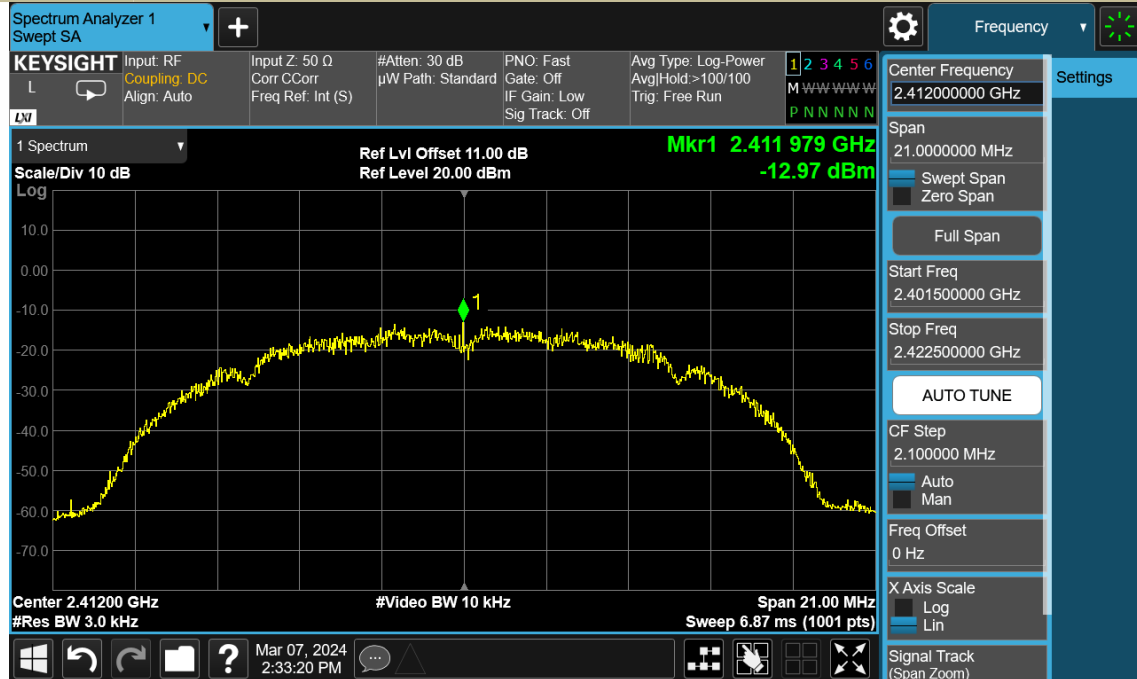 Spectrum Analyzer 1
Swept SA
+
Frequency
KEYSIGHT
L
LXI
Input: RF
Coupling: DC
Align: Auto
Input Z: 50 Ω
Corr CCorr
Freq Ref: Int (S)
#Atten: 30 dB
µW Path: Standard
PNO: Fast
Gate: Off
IF Gain: Low
Sig Track: Off
Avg Type: Log-Power
Avg|Hold:>100/100
Trig: Free Run
1 2 3 4 5 6
M W W W W W
P N N N N N
1 Spectrum
Scale/Div 10 dB
Log
Ref Lvl Offset 11.00 dB
Ref Level 20.00 dBm
Mkr1 2.411 979 GHz
-12.97 dBm
10.0
0.00
-10.0
-20.0
-30.0
-40.0
-50.0
-60.0
-70.0
1
Center 2.41200 GHz
#Res BW 3.0 kHz
#Video BW 10 kHz
Span 21.00 MHz
Sweep 6.87 ms (1001 pts)
?
Mar 07, 2024
2:33:20 PM
Center Frequency
2.412000000 GHz
Span
21.0000000 MHz
Swept Span
Zero Span
Full Span
Start Freq
2.401500000 GHz
Stop Freq
2.422500000 GHz
AUTO TUNE
CF Step
2.100000 MHz
Auto
Man
Freq Offset
0 Hz
X Axis Scale
Log
Lin
Signal Track
(Span Zoom)
Settings